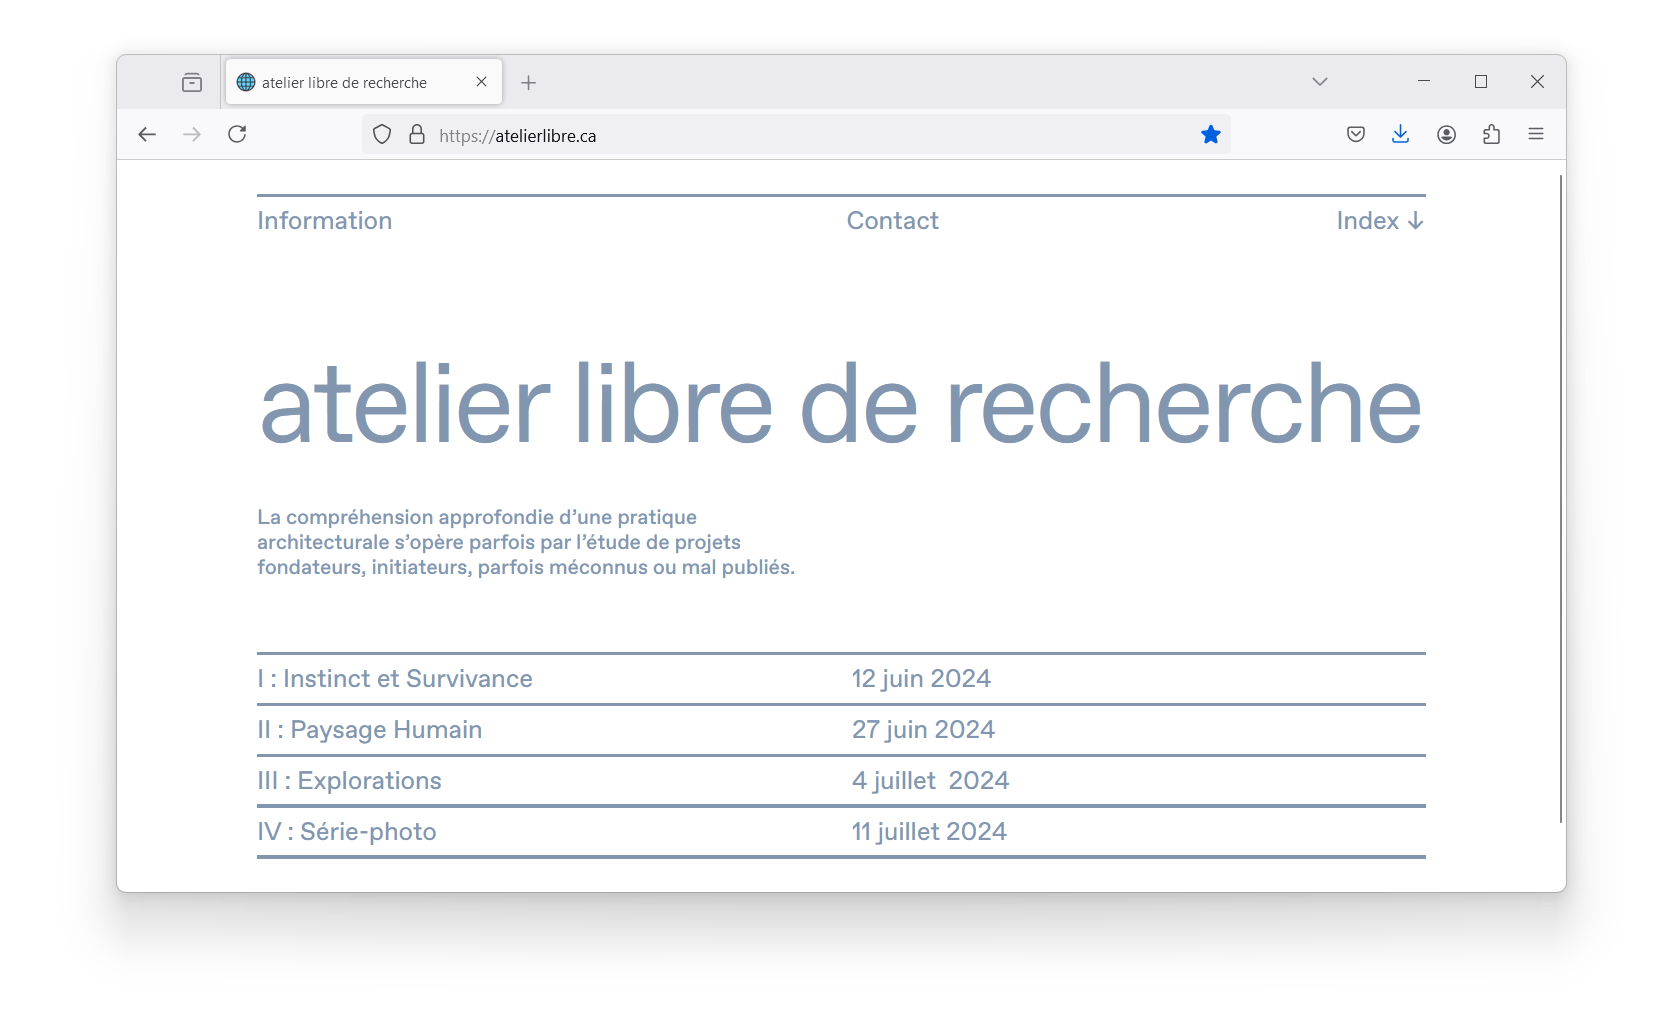 atelier libre de recherche
https://atelierlibre.ca
Information Contact Index ↓
atelier libre de recherche
La compréhension approfondie d’une pratique
architecturale s’opère parfois par l’étude de projets
fondateurs, initiateurs, parfois méconnus ou mal publiés.
I : Instinct et Survivance 12 juin 2024
II : Paysage Humain 27 juin 2024
III : Explorations 4 juillet  2024
IV : Série-photo 11 juillet 2024